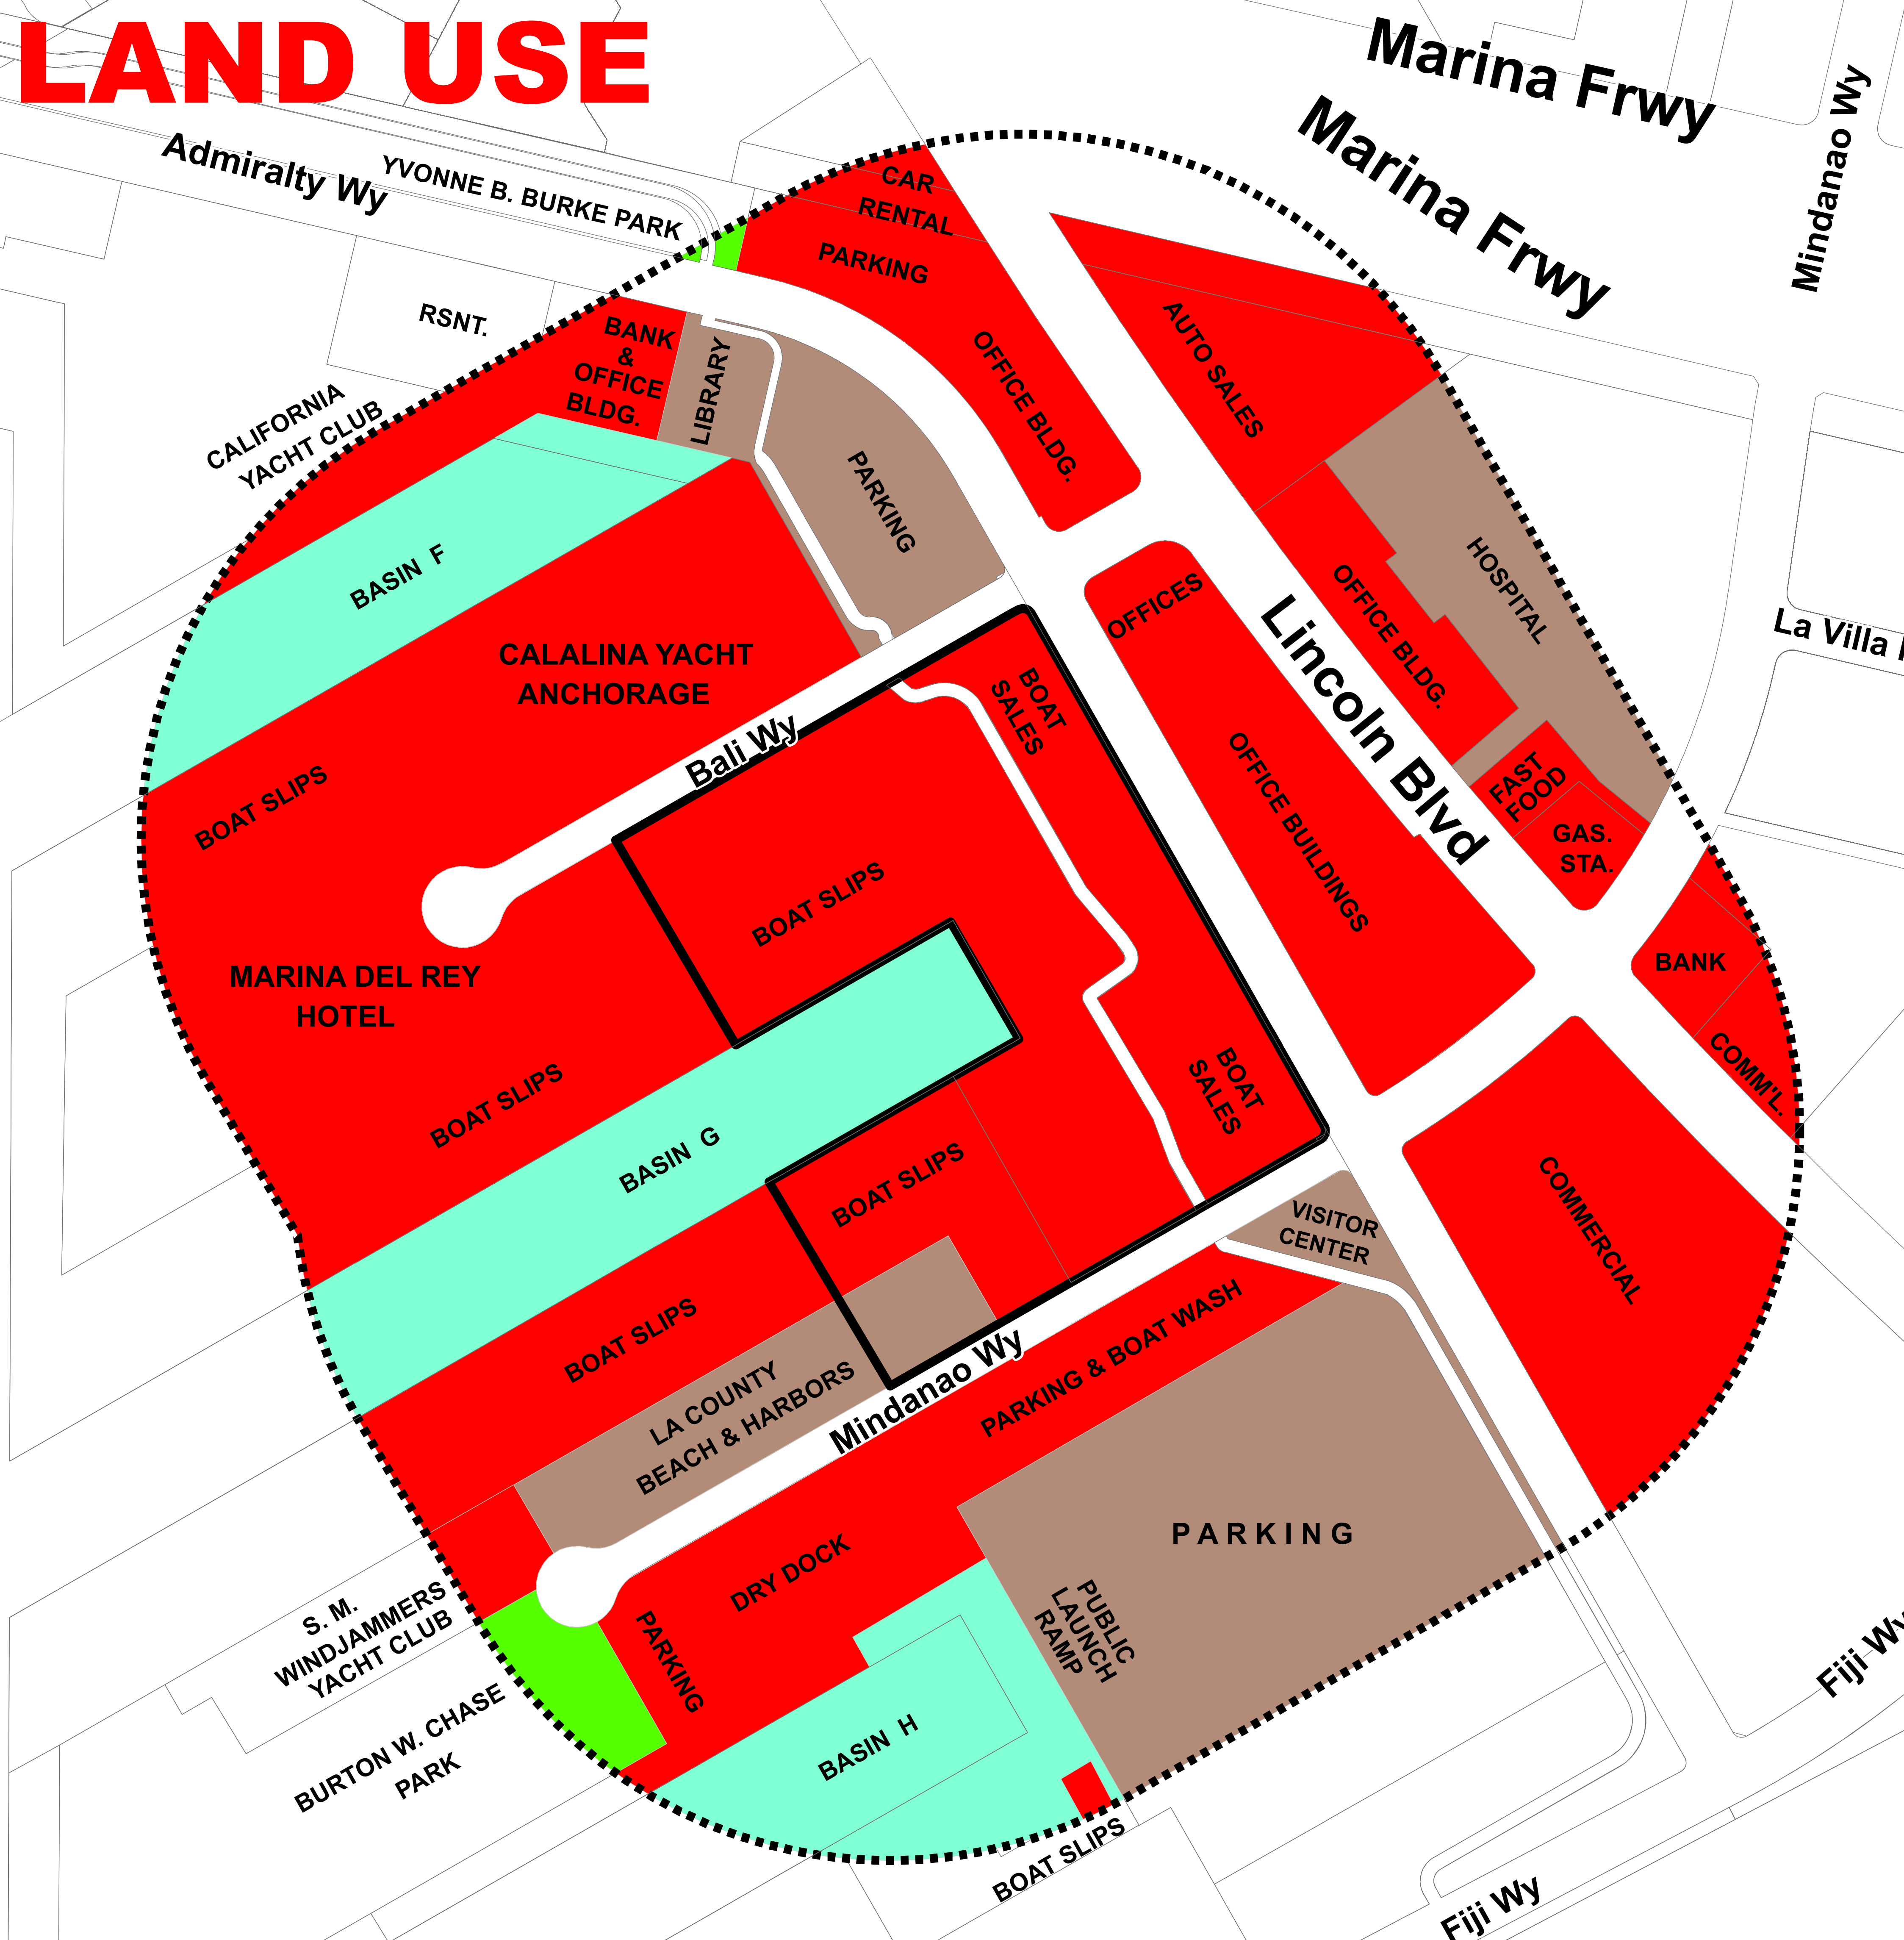 LAND USE
Marina Frwy
Marina Frwy
Mindanao Wy
Admiralty Wy
YVONNE B. BURKE PARK
CAR
RENTAL
PARKING
RSNT.
BANK
&
OFFICE
BLDG.
LIBRARY
OFFICE BLDG.
AUTO SALES
CALIFORNIA
YACHT CLUB
PARKING
BASIN F
HOSPITAL
OFFICES
OFFICE BLDG.
Lincoln Blvd
La Villa
CALALINA YACHT
ANCHORAGE
BOAT
SALES
Bali Wy
BOAT SLIPS
OFFICE BUILDINGS
FAST
FOOD
GAS.
STA.
BOAT SLIPS
MARINA DEL REY
HOTEL
BANK
COMM'L.
BOAT SLIPS
BASIN G
BOAT
SALES
BOAT SLIPS
VISITOR
CENTER
COMMERCIAL
BOAT SLIPS
LA COUNTY
BEACH & HARBORS
Mindanao Wy
PARKING & BOAT WASH
PARKING
DRY DOCK
PARKING
PUBLIC
LAUNCH
RAMP
S. M.
WINDJAMMERS
YACHT CLUB
BURTON W. CHASE
PARK
BASIN H
BOAT SLIPS
Fiji Wy
Fiji Wy